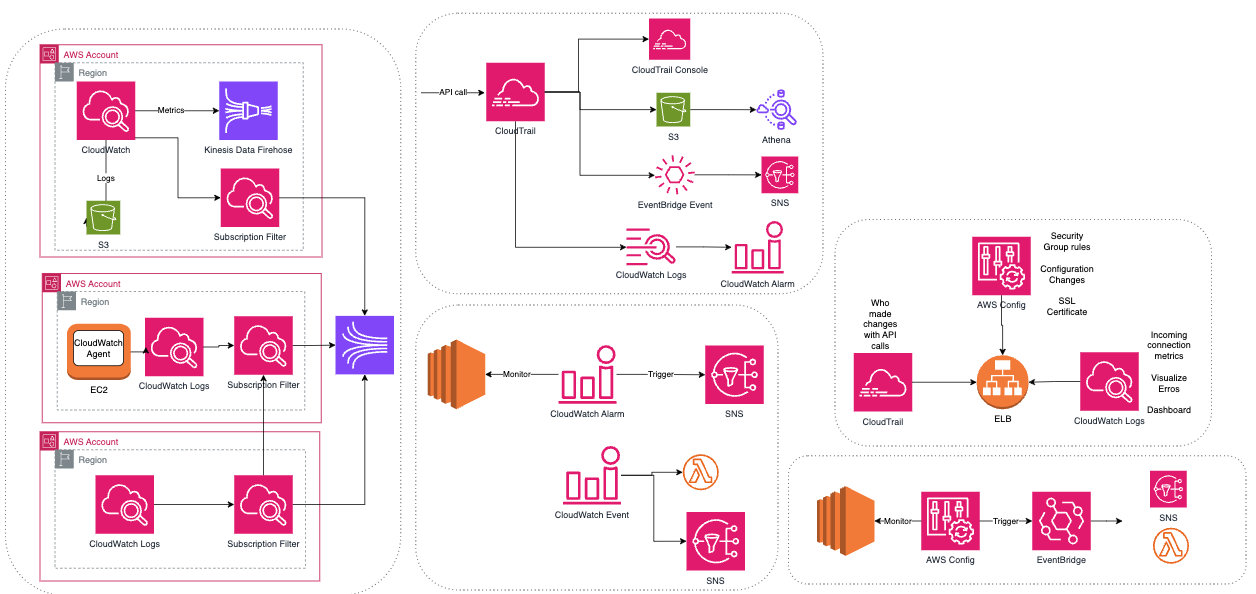 AWS Account
Region
CloudWatch
Metrics
Kinesis Data Firehose
Logs
S3
Subscription Filter
AWS Account
Region
CloudWatch
Agent
EC2
CloudWatch Logs
Subscription Filter
AWS Account
Region
CloudWatch Logs
Subscription Filter
API call
CloudTrail
CloudTrail Console
S3
Athena
EventBridge Event
SNS
CloudWatch Logs
CloudWatch Alarm
Monitor
CloudWatch Alarm
Trigger
SNS
CloudWatch Event
SNS
Security
Group rules
Configuration
Changes
SSL
Certificate
AWS Config
Who
made
changes
with API
calls
CloudTrail
ELB
Incoming
connection
metrics
Visualize
Erros
Dashboard
CloudWatch Logs
Monitor
AWS Config
Trigger
EventBridge
SNS